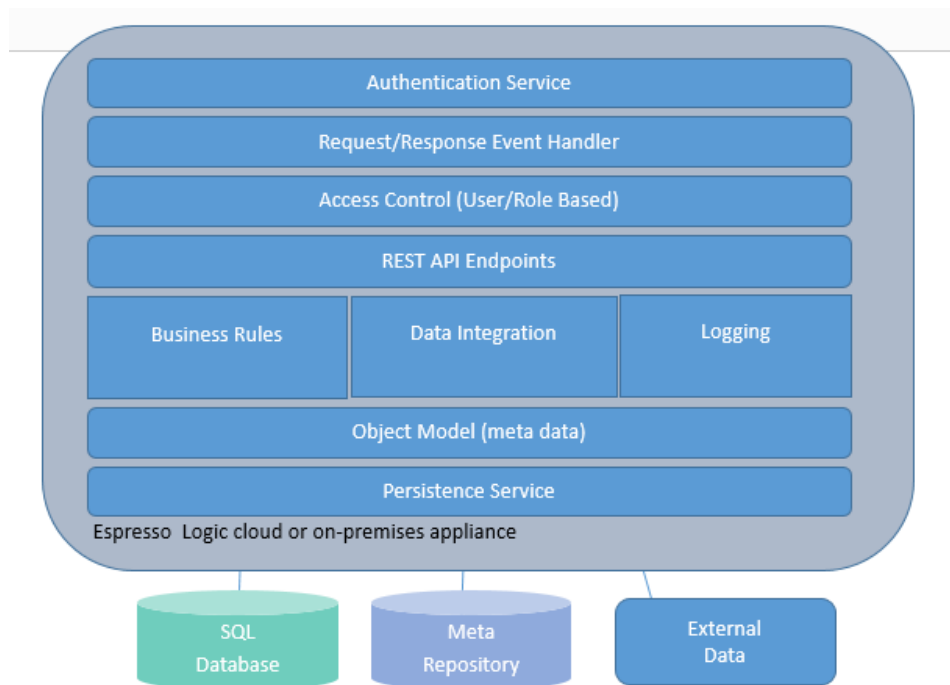 Authentication Service
Request/Response Event Handler
Access Control (User/Role Based)
REST API Endpoints
Business Rules
Data Integration
Logging
Object Model (meta data)
Persistence Service
Espresso  Logic cloud or on-premises appliance
SQL
Database
Meta
Repository
External
Data